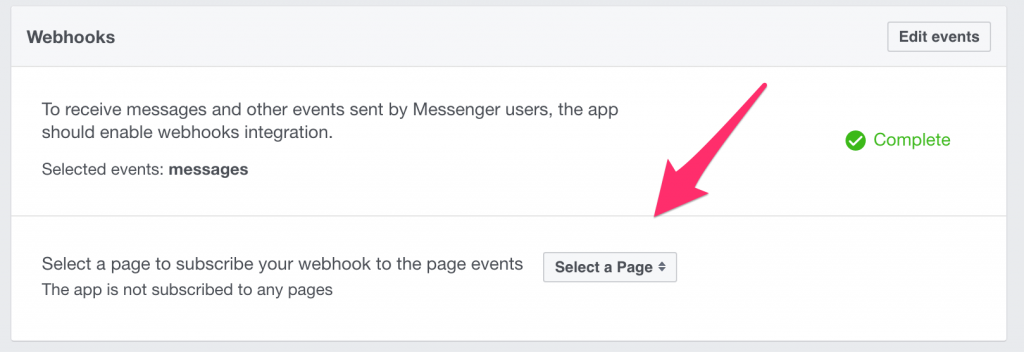 Webhooks
Edit events
To receive messages and other events sent by Messenger users, the app
should enable webhooks integration.
Complete
Selected events: messages
Select a page to subscribe your webhook to the page events
Select a Page
The app is not subscribed to any pages